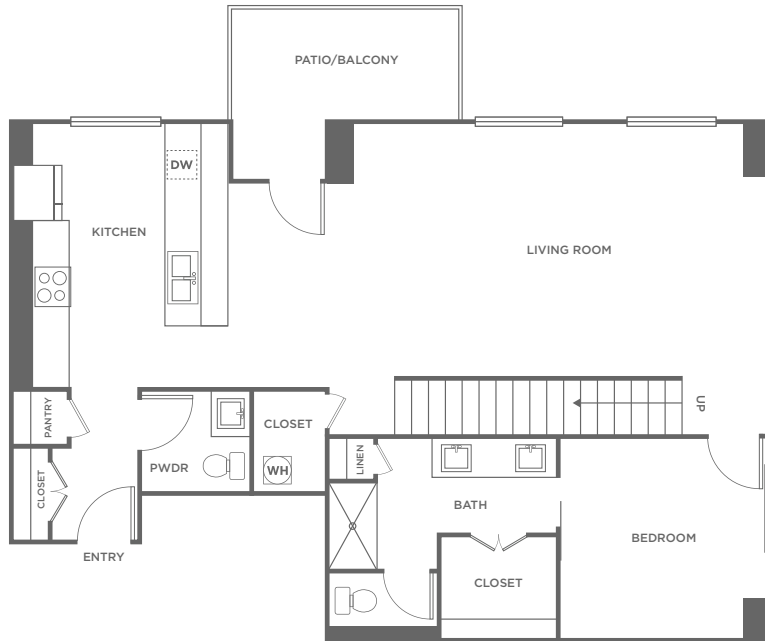 PATIO/BALCONY
DW
KITCHEN
LIVING ROOM
UP
PANTRY
CLOSET
WH
PWDR
LINEN
CLOSET
BATH
BEDROOM
ENTRY
CLOSET